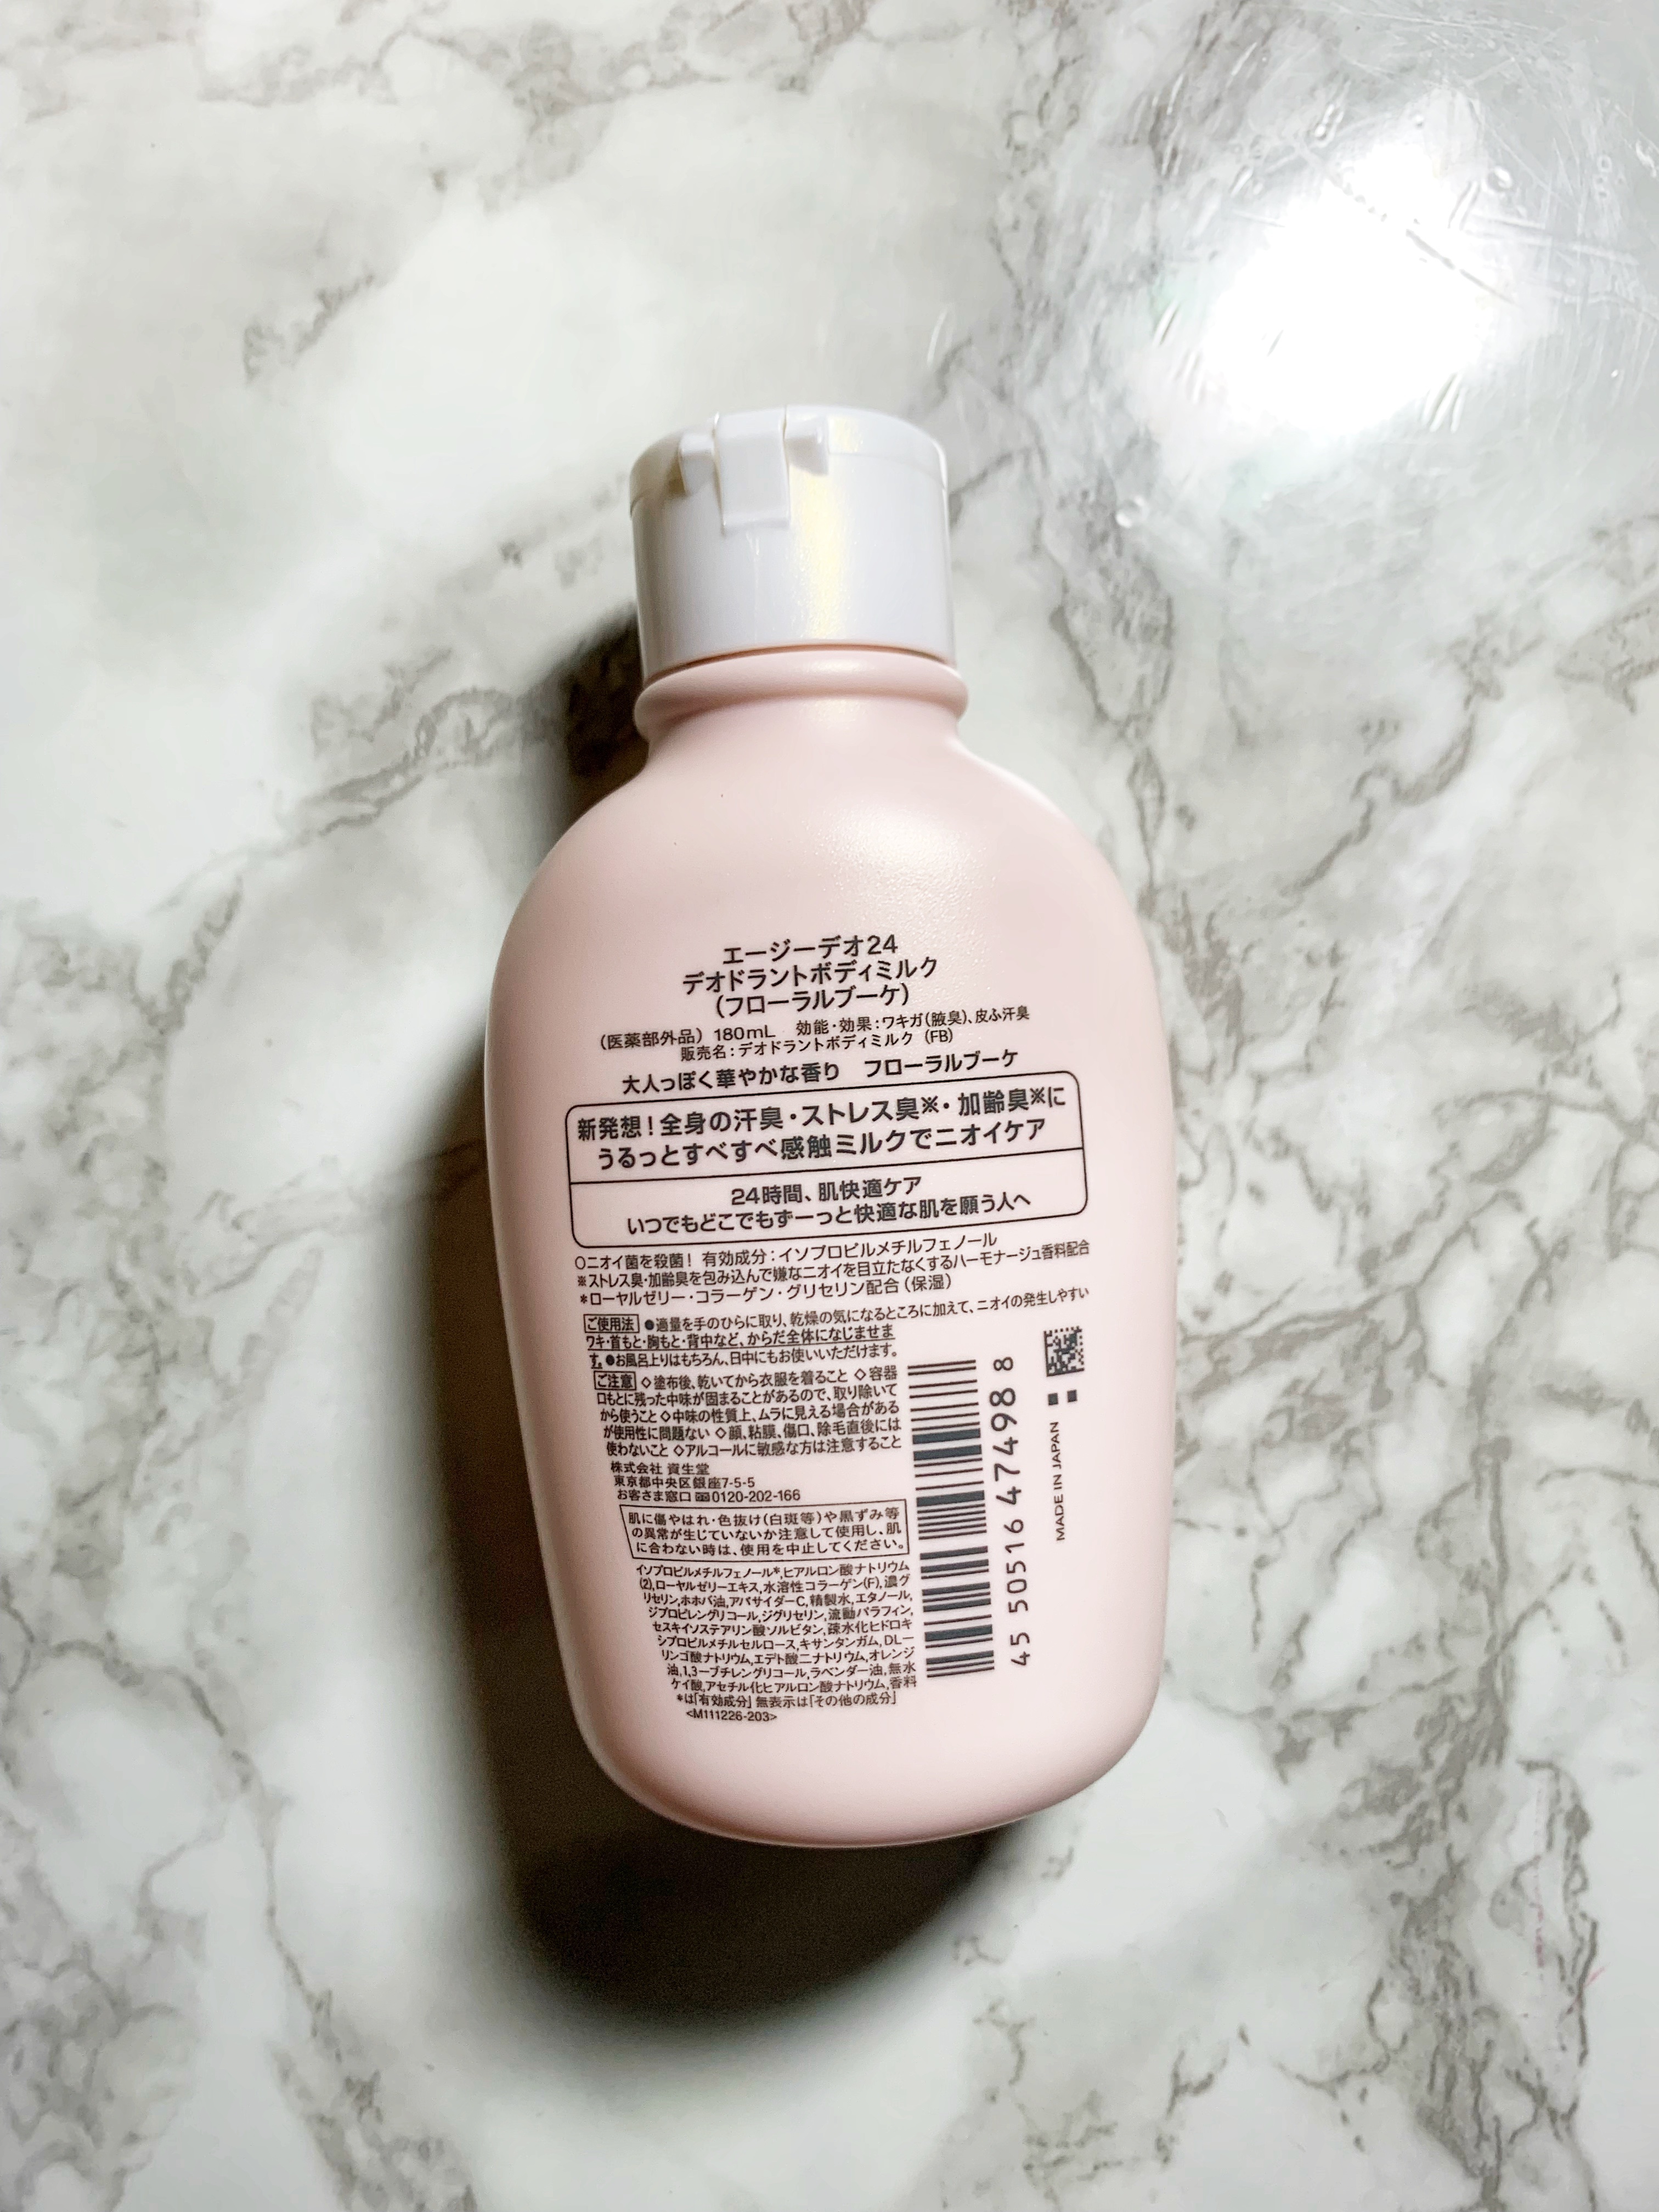 エージーデオ24
デオドラントボディミルク
(フローラルブーケ)
(医薬部外品) 180mL 効能・効果:ワキガ(腋臭)、皮ふ汗臭
販売名:デオドラントボディミルク (FB)
大人っぽく華やかな香り フローラルブーケ
新発想!全身の汗臭・ストレス臭※・加齢臭※に
うるっとすべすべ感触ミルクでニオイケア
24時間、肌快適ケア
いつでもどこでもずーっと快適な肌を願う人へ
○ニオイ菌を殺菌! 有効成分:イソプロピルメチルフェノール
※ストレス臭・加齢臭を包み込んで嫌なニオイを目立たなくするハーモナージュ香料配合
*ローヤルゼリー・コラーゲン・グリセリン配合(保湿)
ご使用法 ●適量を手のひらに取り、乾燥の気になるところに加えて、ニオイの発生しやすい
ワキ・首もと・胸もと・背中など、からだ全体になじませま
す。●お風呂上りはもちろん、日中にもお使いいただけます。
ご注意 ◇塗布後、乾いてから衣服を着ること ◇容器
口もとに残った中味が固まることがあるので、取り除いて
から使うこと ◇中味の性質上、ムラに見える場合がある
が使用性に問題ない ◇顔、粘膜、傷口、除毛直後には
使わないこと ◇アルコールに敏感な方は注意すること
株式会社 資生堂
東京都中央区銀座7-5-5
お客さま窓口 0120-202-166
肌に傷やはれ・色抜け(白斑等)や黒ずみ等
の異常が生じていないか注意して使用し、肌
に合わない時は、使用を中止してください。
イソプロピルメチルフェノール*,ヒアルロン酸ナトリウム
(2),ローヤルゼリーエキス,水溶性コラーゲン(F),濃グ
リセリン,ホホバ油,アバサイダーC,精製水,エタノール,
ジプロピレングリコール,ジグリセリン,流動パラフィン,
セスキイソステアリン酸ソルビタン,疎水化ヒドロキ
シプロピルメチルセルロース,キサンタンガム,DL−
リンゴ酸ナトリウム,エデト酸二ナトリウム,オレンジ
油,1,3−ブチレングリコール,ラベンダー油,無水
ケイ酸,アセチル化ヒアルロン酸ナトリウム,香料
*は「有効成分」 無表示は「その他の成分」
<M111226-203>
45 50516 47498 8
MADE IN JAPAN